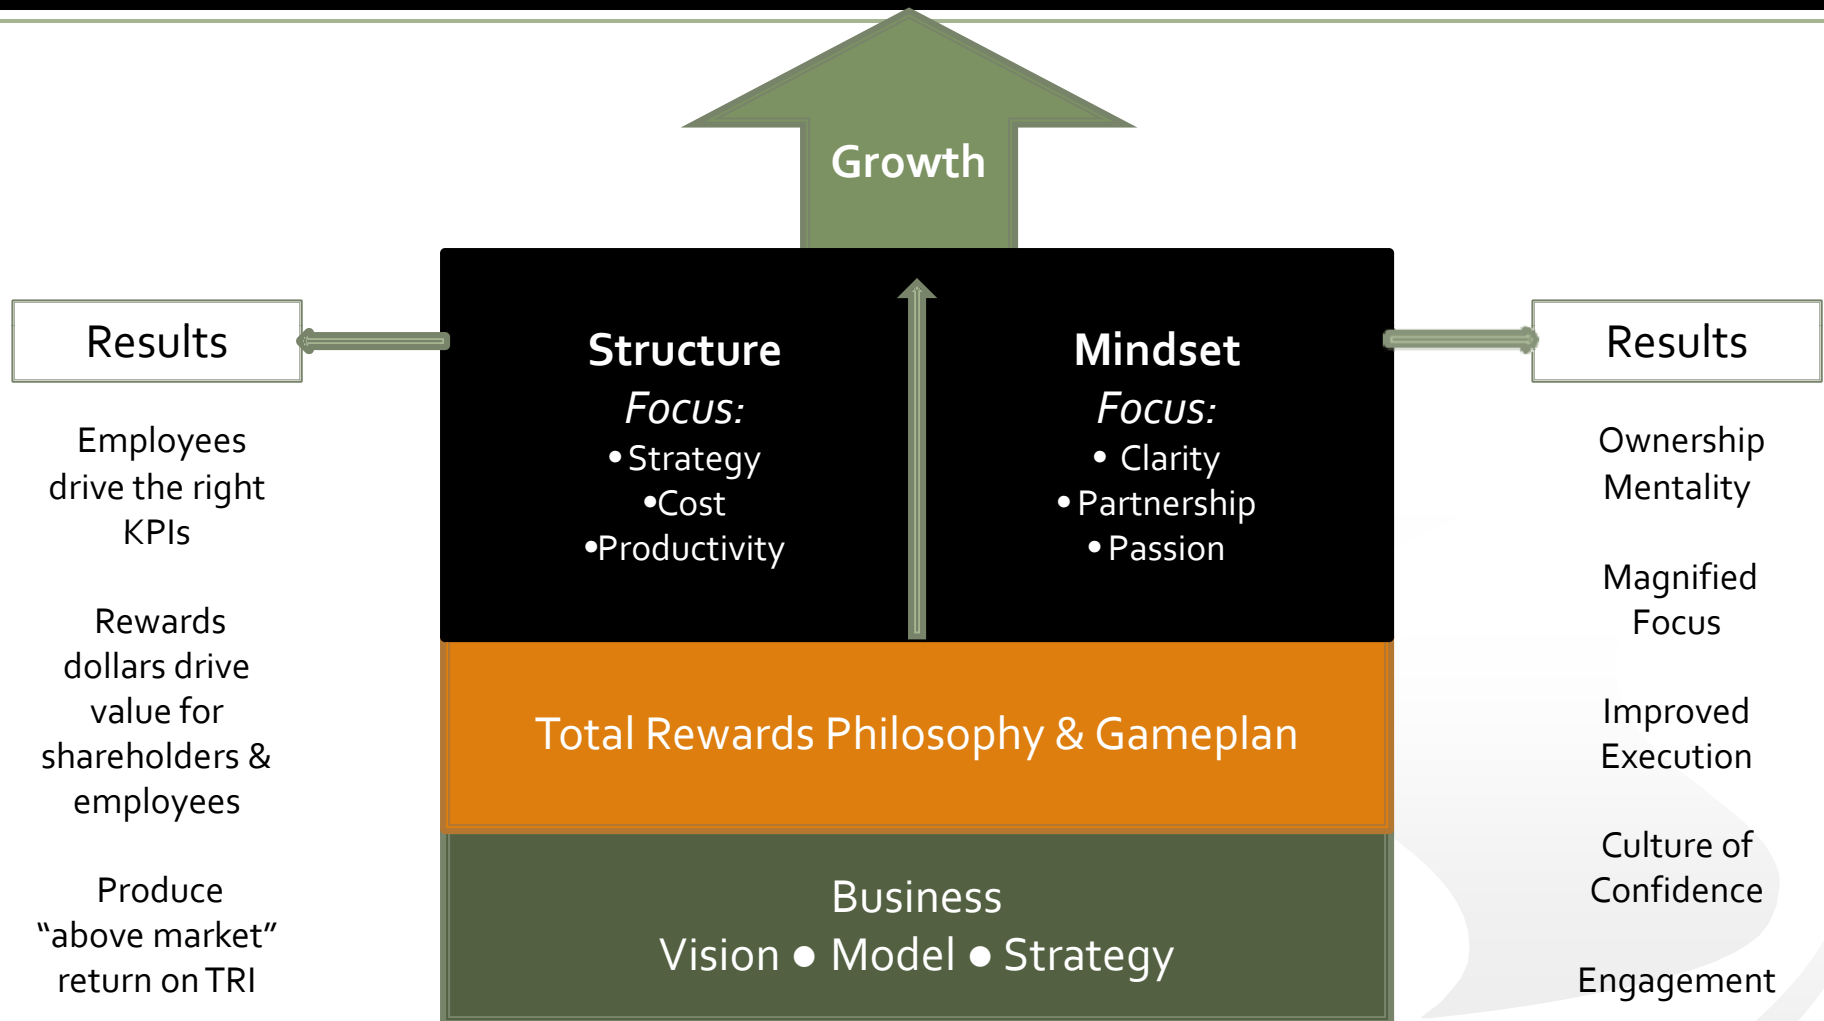 Growth
Results
Employees
drive the right
KPIs
Rewards
dollars drive
value for
shareholders &
employees
Produce
“above market”
return on TRI
Structure
Focus:
• Strategy
•Cost
•Productivity
Mindset
Focus:
• Clarity
• Partnership
• Passion
Results
Ownership
Mentality
Magnified
Focus
Improved
Execution
Culture of
Confidence
Engagement
Total Rewards Philosophy & Gameplan
Business
Vision ● Model ● Strategy